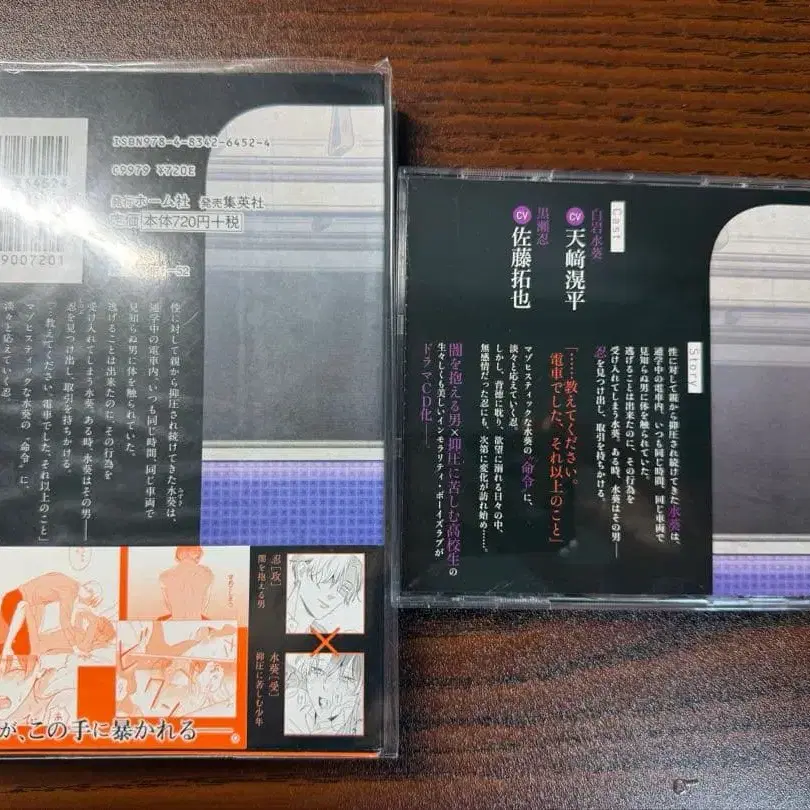 ISBN978-4-8342-6452-4
C9979 ¥720E
発行 ホーム社 発売 集英社
定価 本体720円+税
9007201
性に対して親から抑圧され続けてきた水葵は、
通学中の電車内、いつも同じ時間、同じ車両で
見知らぬ男に体を触られていた。
逃げることは出来たのに、その行為を
受け入れてしまう水葵。ある時、水葵はその男――
忍を見つけ出し、取引を持ちかける。
「…教えてください。電車でした、それ以上のこと」
マゾヒスティックな水葵の“命令”に、
淡々と応えていく忍。
忍[攻]
闇を抱える男
×
水葵[受]
抑圧に苦しむ少年
が、この手に暴かれる――。
Cast
白岩水葵
CV 天﨑滉平
黒瀬忍
CV 佐藤拓也
Story
性に対して親から抑圧され続けてきた水葵は、
通学中の電車内、いつも同じ時間、同じ車両で
見知らぬ男に体を触られていた。
逃げることは出来たのに、その行為を
受け入れてしまう水葵。ある時、水葵はその男――
忍を見つけ出し、取引を持ちかける。
「……教えてください。
電車でした、それ以上のこと」
マゾヒスティックな水葵の“命令”に、
淡々と応えていく忍。
しかし、背徳に耽り、欲望に溺れる日々の中、
無感情だった忍にも、次第に変化が訪れ始め……。
闇を抱える男×抑圧に苦しむ高校生の
生々しくも美しいインモラリティ・ボーイズラブが
ドラマCD化――